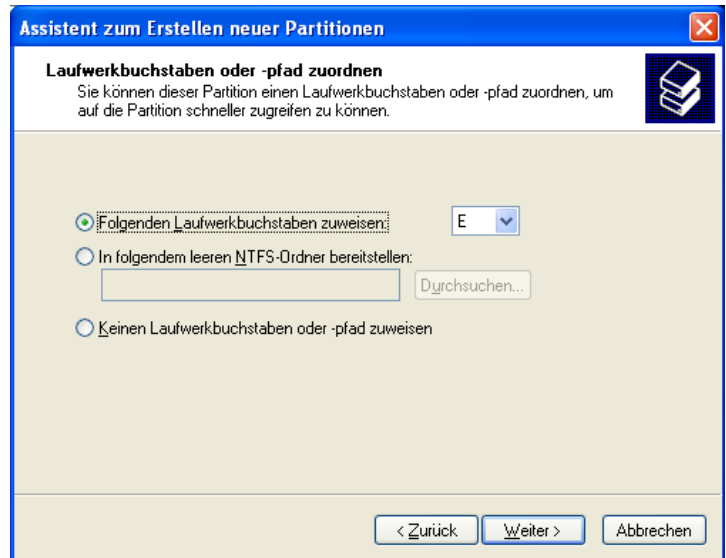 Assistent zum Erstellen neuer Partitionen
Laufwerkbuchstaben oder -pfad zuordnen
Sie können dieser Partition einen Laufwerkbuchstaben oder -pfad zuordnen, um
auf die Partition schneller zugreifen zu können.
Folgenden Laufwerkbuchstaben zuweisen: E
In folgendem leeren NTFS-Ordner bereitstellen:
Durchsuchen...
Keinen Laufwerkbuchstaben oder -pfad zuweisen
< Zurück Weiter > Abbrechen